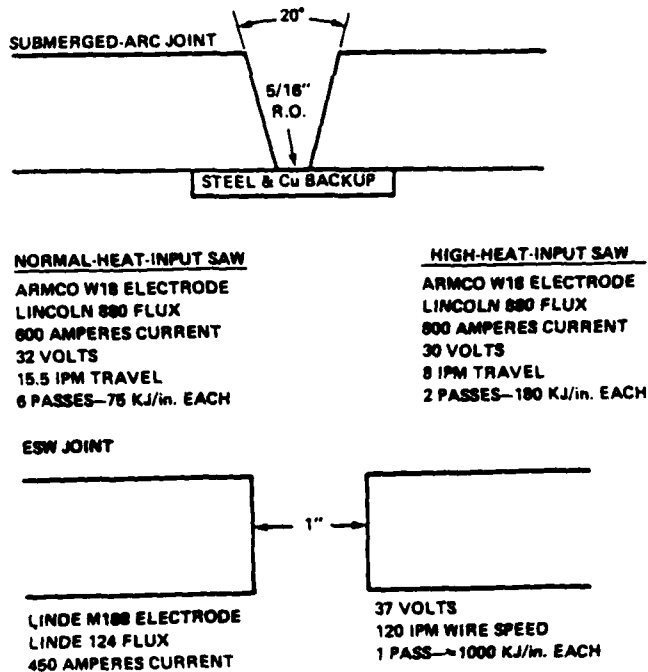 20°
SUBMERGED-ARC JOINT
5/16"
R.O.
STEEL & Cu BACKUP
NORMAL-HEAT-INPUT SAW
ARMCO W18 ELECTRODE
LINCOLN 880 FLUX
600 AMPERES CURRENT
32 VOLTS
15.5 IPM TRAVEL
6 PASSES—75 KJ/in. EACH
HIGH-HEAT-INPUT SAW
ARMCO W18 ELECTRODE
LINCOLN 880 FLUX
800 AMPERES CURRENT
30 VOLTS
8 IPM TRAVEL
2 PASSES—180 KJ/in. EACH
ESW JOINT
1"
LINDE M188 ELECTRODE
LINDE 124 FLUX
450 AMPERES CURRENT
37 VOLTS
120 IPM WIRE SPEED
1 PASS—≈1000 KJ/in. EACH